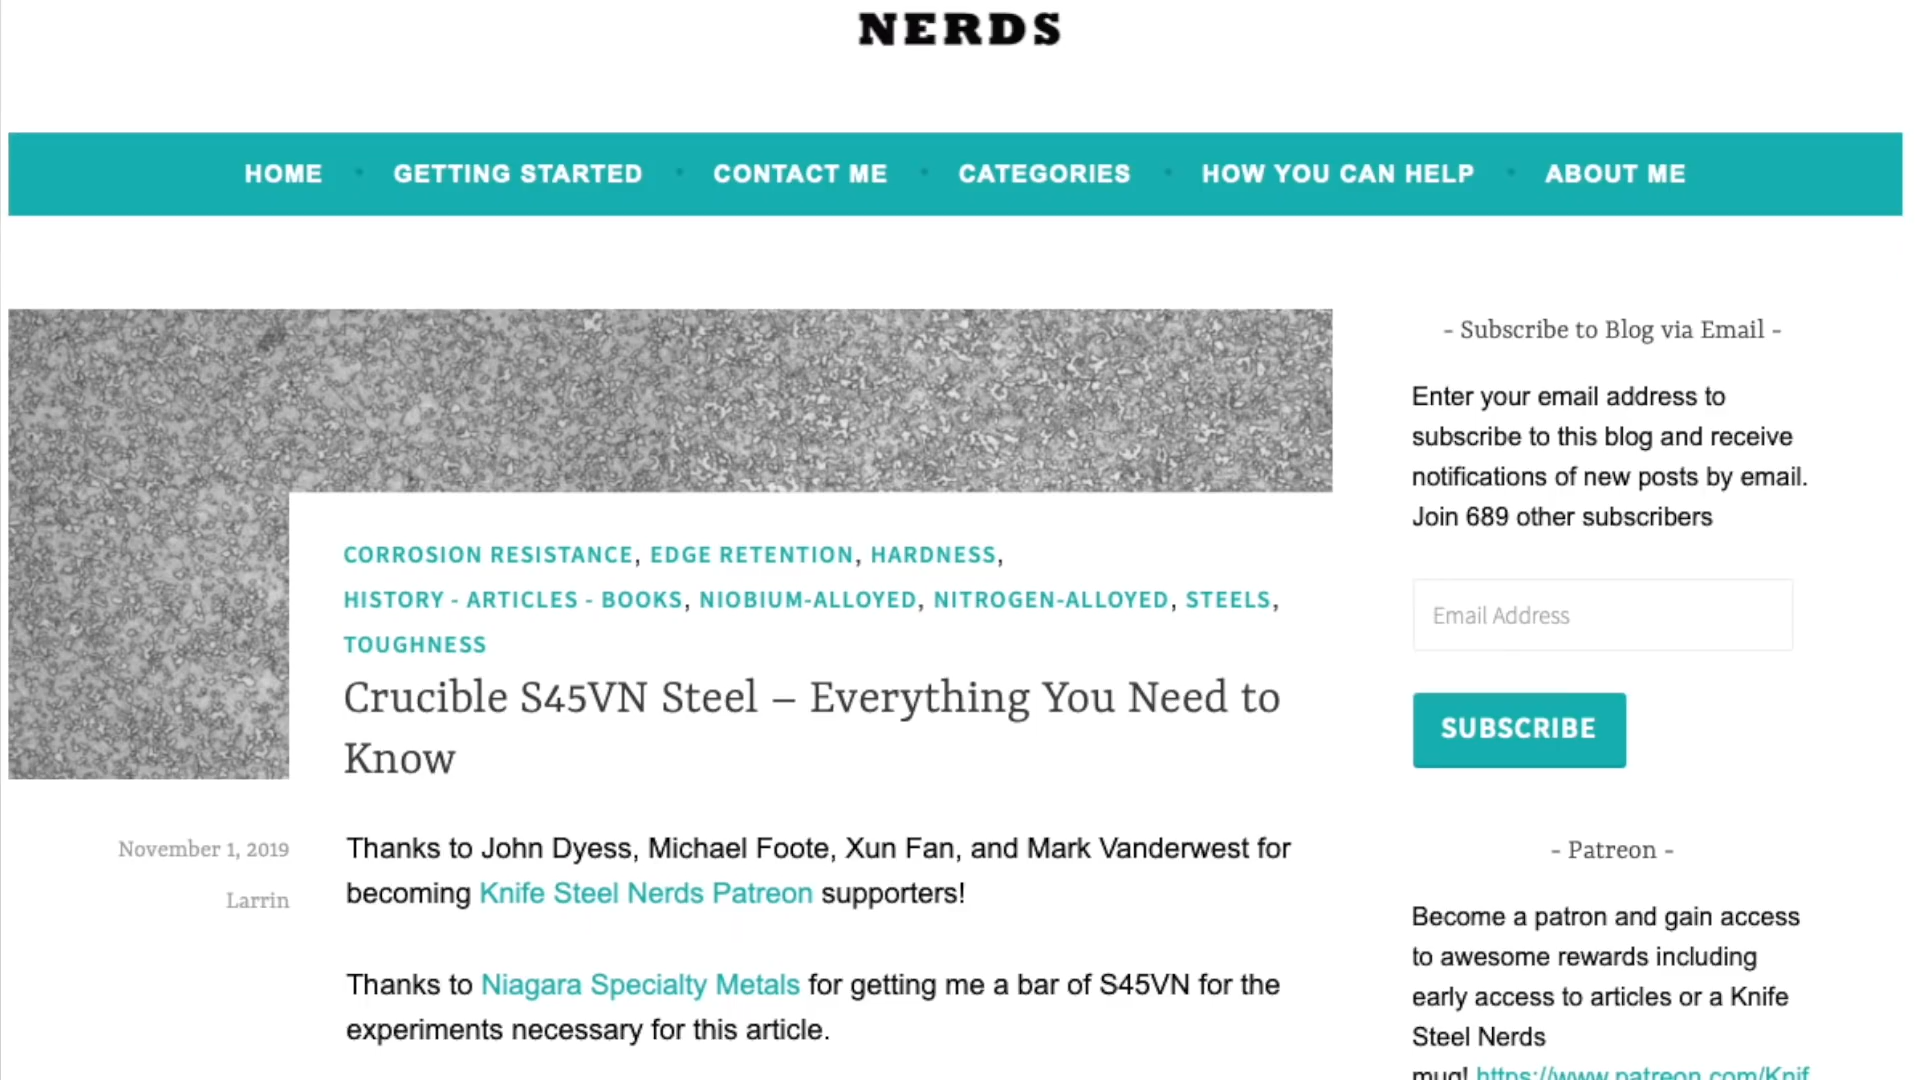 NERDS
HOME · GETTING STARTED · CONTACT ME · CATEGORIES · HOW YOU CAN HELP · ABOUT ME
CORROSION RESISTANCE, EDGE RETENTION, HARDNESS,
HISTORY - ARTICLES - BOOKS, NIOBIUM-ALLOYED, NITROGEN-ALLOYED, STEELS,
TOUGHNESS
Crucible S45VN Steel – Everything You Need to
Know
November 1, 2019
Larrin
Thanks to John Dyess, Michael Foote, Xun Fan, and Mark Vanderwest for
becoming Knife Steel Nerds Patreon supporters!
Thanks to Niagara Specialty Metals for getting me a bar of S45VN for the
experiments necessary for this article.
- Subscribe to Blog via Email -
Enter your email address to
subscribe to this blog and receive
notifications of new posts by email.
Join 689 other subscribers
Email Address
SUBSCRIBE
- Patreon -
Become a patron and gain access
to awesome rewards including
early access to articles or a Knife
Steel Nerds
mug! https://www.patreon.com/Knif